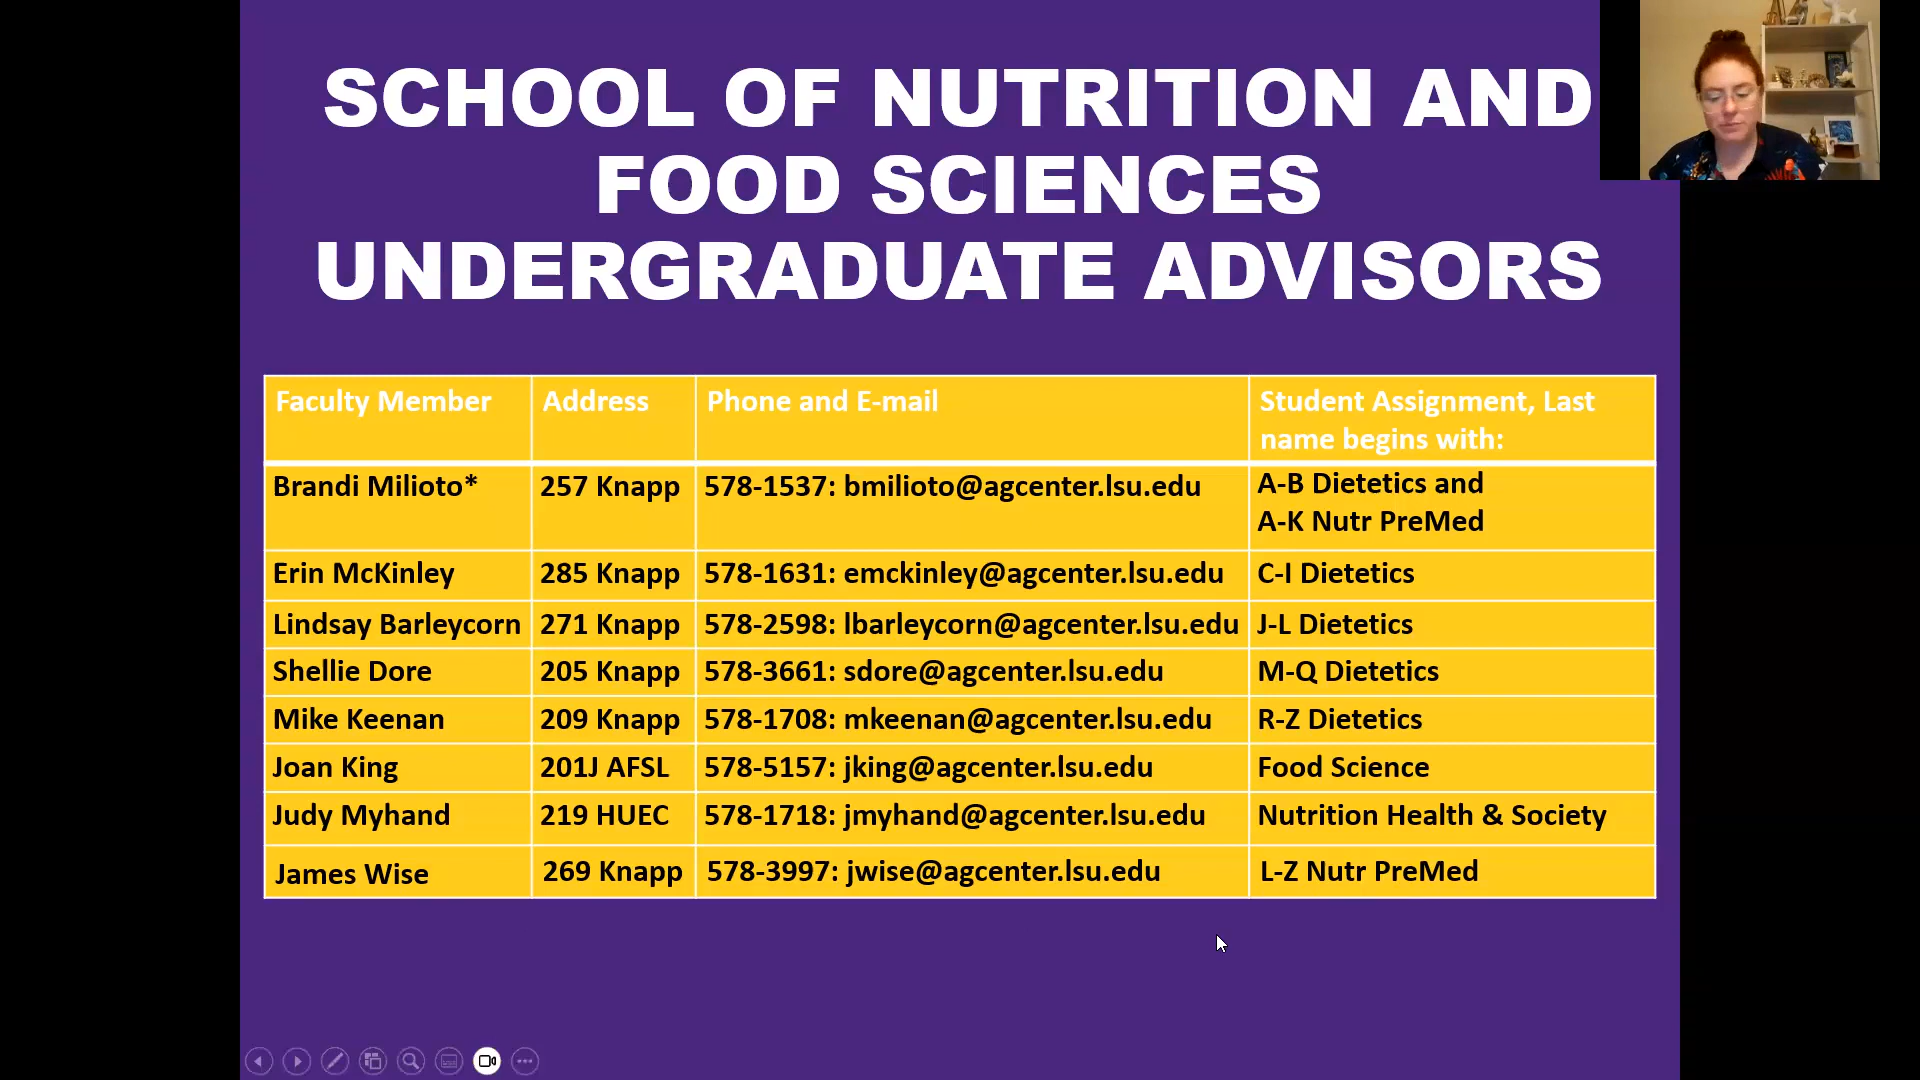 SCHOOL OF NUTRITION AND
FOOD SCIENCES
UNDERGRADUATE ADVISORS
Faculty Member Address Phone and E-mail Student Assignment, Last
name begins with:
Brandi Milioto* 257 Knapp 578-1537: bmilioto@agcenter.lsu.edu A-B Dietetics and
A-K Nutr PreMed
Erin McKinley 285 Knapp 578-1631: emckinley@agcenter.lsu.edu C-I Dietetics
Lindsay Barleycorn 271 Knapp 578-2598: lbarleycorn@agcenter.lsu.edu J-L Dietetics
Shellie Dore 205 Knapp 578-3661: sdore@agcenter.lsu.edu M-Q Dietetics
Mike Keenan 209 Knapp 578-1708: mkeenan@agcenter.lsu.edu R-Z Dietetics
Joan King 201J AFSL 578-5157: jking@agcenter.lsu.edu Food Science
Judy Myhand 219 HUEC 578-1718: jmyhand@agcenter.lsu.edu Nutrition Health & Society
James Wise 269 Knapp 578-3997: jwise@agcenter.lsu.edu L-Z Nutr PreMed